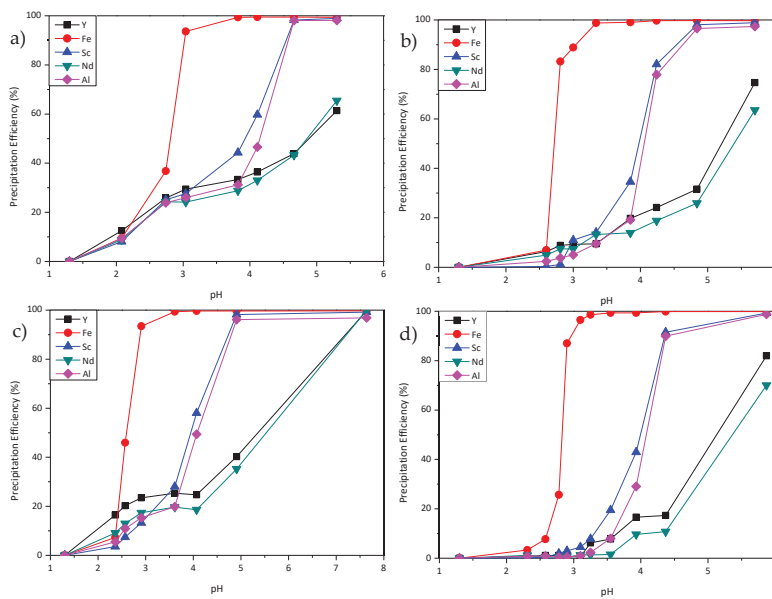 a)
Y
Fe
Sc
Nd
Al
100
80
60
40
20
0
Precipitation Efficiency (%)
1
2
3
4
5
6
pH
b)
Y
Fe
Sc
Nd
Al
100
80
60
40
20
0
Precipitation Efficiency (%)
1
2
3
4
5
pH
c)
Y
Fe
Sc
Nd
Al
100
80
60
40
20
0
Precipitation Efficiency (%)
1
2
3
4
5
6
7
8
pH
d)
Y
Fe
Sc
Nd
Al
100
80
60
40
20
0
Precipitation Efficiency (%)
1
2
3
4
5
pH